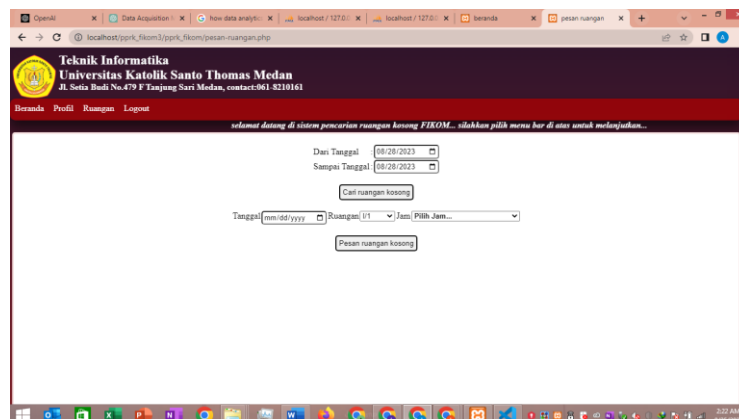 OpenAI
Data Acquisition
how data analytic
localhost / 127.0.
localhost / 127.0.
beranda
pesan ruangan
localhost/pprk_fikom3/pprk_fikom/pesan-ruangan.php
A
Teknik Informatika
Universitas Katolik Santo Thomas Medan
Jl. Setia Budi No.479 F Tanjung Sari Medan, contact:061-8210161
Beranda Profil Ruangan Logout
selamat datang di sistem pencarian ruangan kosong FIKOM... silahkan pilih menu bar di atas untuk melanjutkan...
Dari Tanggal : 08/28/2023
Sampai Tanggal : 08/28/2023
Cari ruangan kosong
Tanggal mm/dd/yyyy Ruangan I/1 Jam Pilih Jam...
Pesan ruangan kosong
2:22 AM